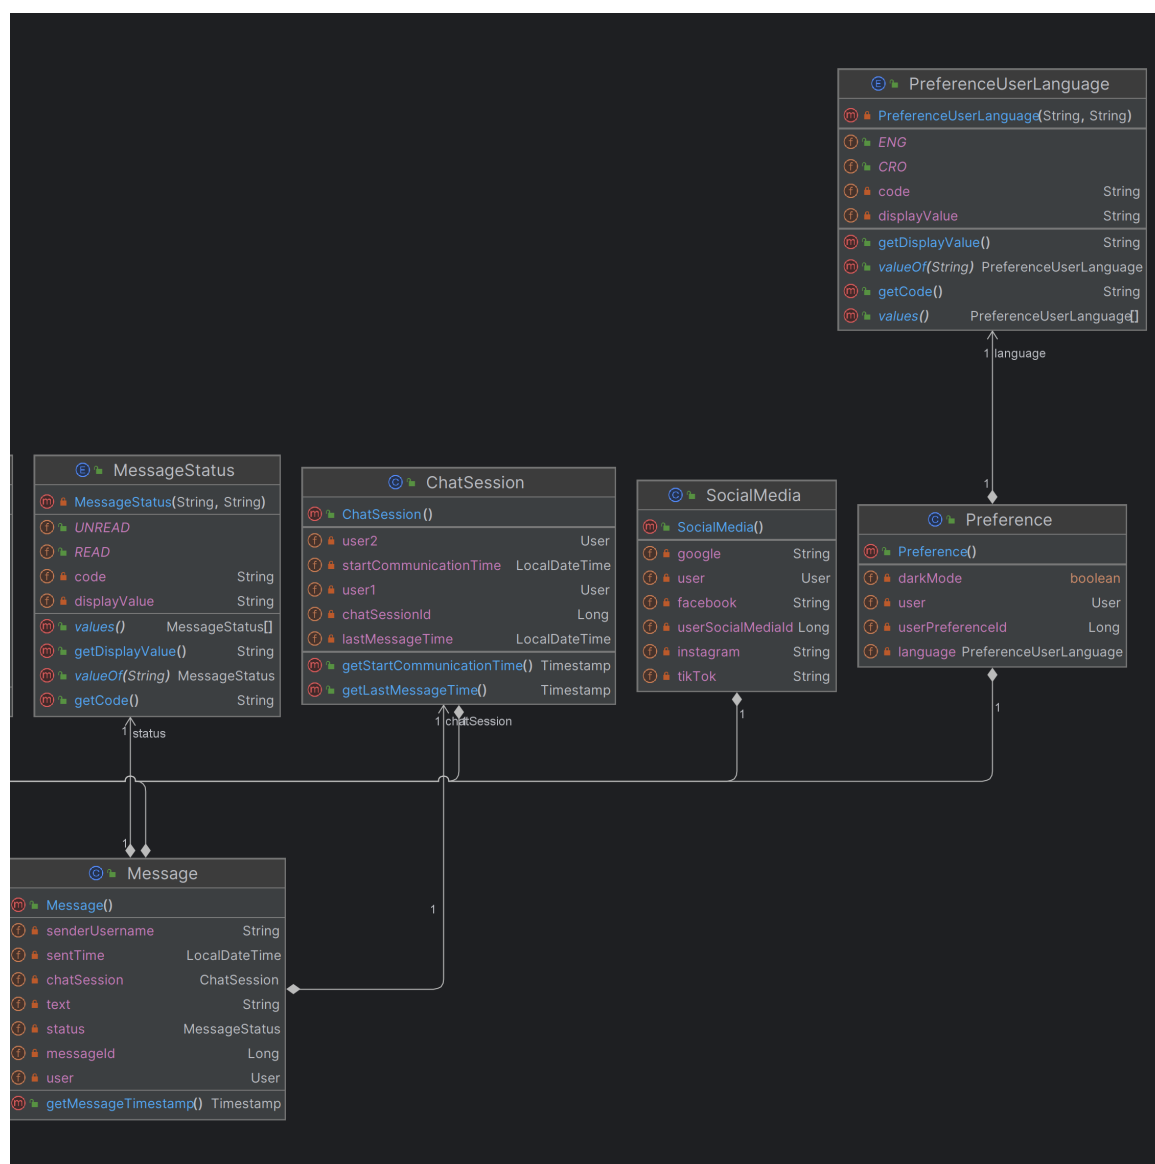 PreferenceUserLanguage
PreferenceUserLanguage(String, String)
ENG
CRO
code String
displayValue String
getDisplayValue() String
valueOf(String) PreferenceUserLanguage
getCode() String
values() PreferenceUserLanguage[]
1 language
1
MessageStatus
MessageStatus(String, String)
UNREAD
READ
code String
displayValue String
values() MessageStatus[]
getDisplayValue() String
valueOf(String) MessageStatus
getCode() String
1 status
1
ChatSession
ChatSession()
user2 User
startCommunicationTime LocalDateTime
user1 User
chatSessionId Long
lastMessageTime LocalDateTime
getStartCommunicationTime() Timestamp
getLastMessageTime() Timestamp
1 chatSession
1
SocialMedia
SocialMedia()
google String
user User
facebook String
userSocialMediaId Long
instagram String
tikTok String
1
Preference
Preference()
darkMode boolean
user User
userPreferenceId Long
language PreferenceUserLanguage
1
Message
Message()
senderUsername String
sentTime LocalDateTime
chatSession ChatSession
text String
status MessageStatus
messageId Long
user User
getMessageTimestamp() Timestamp